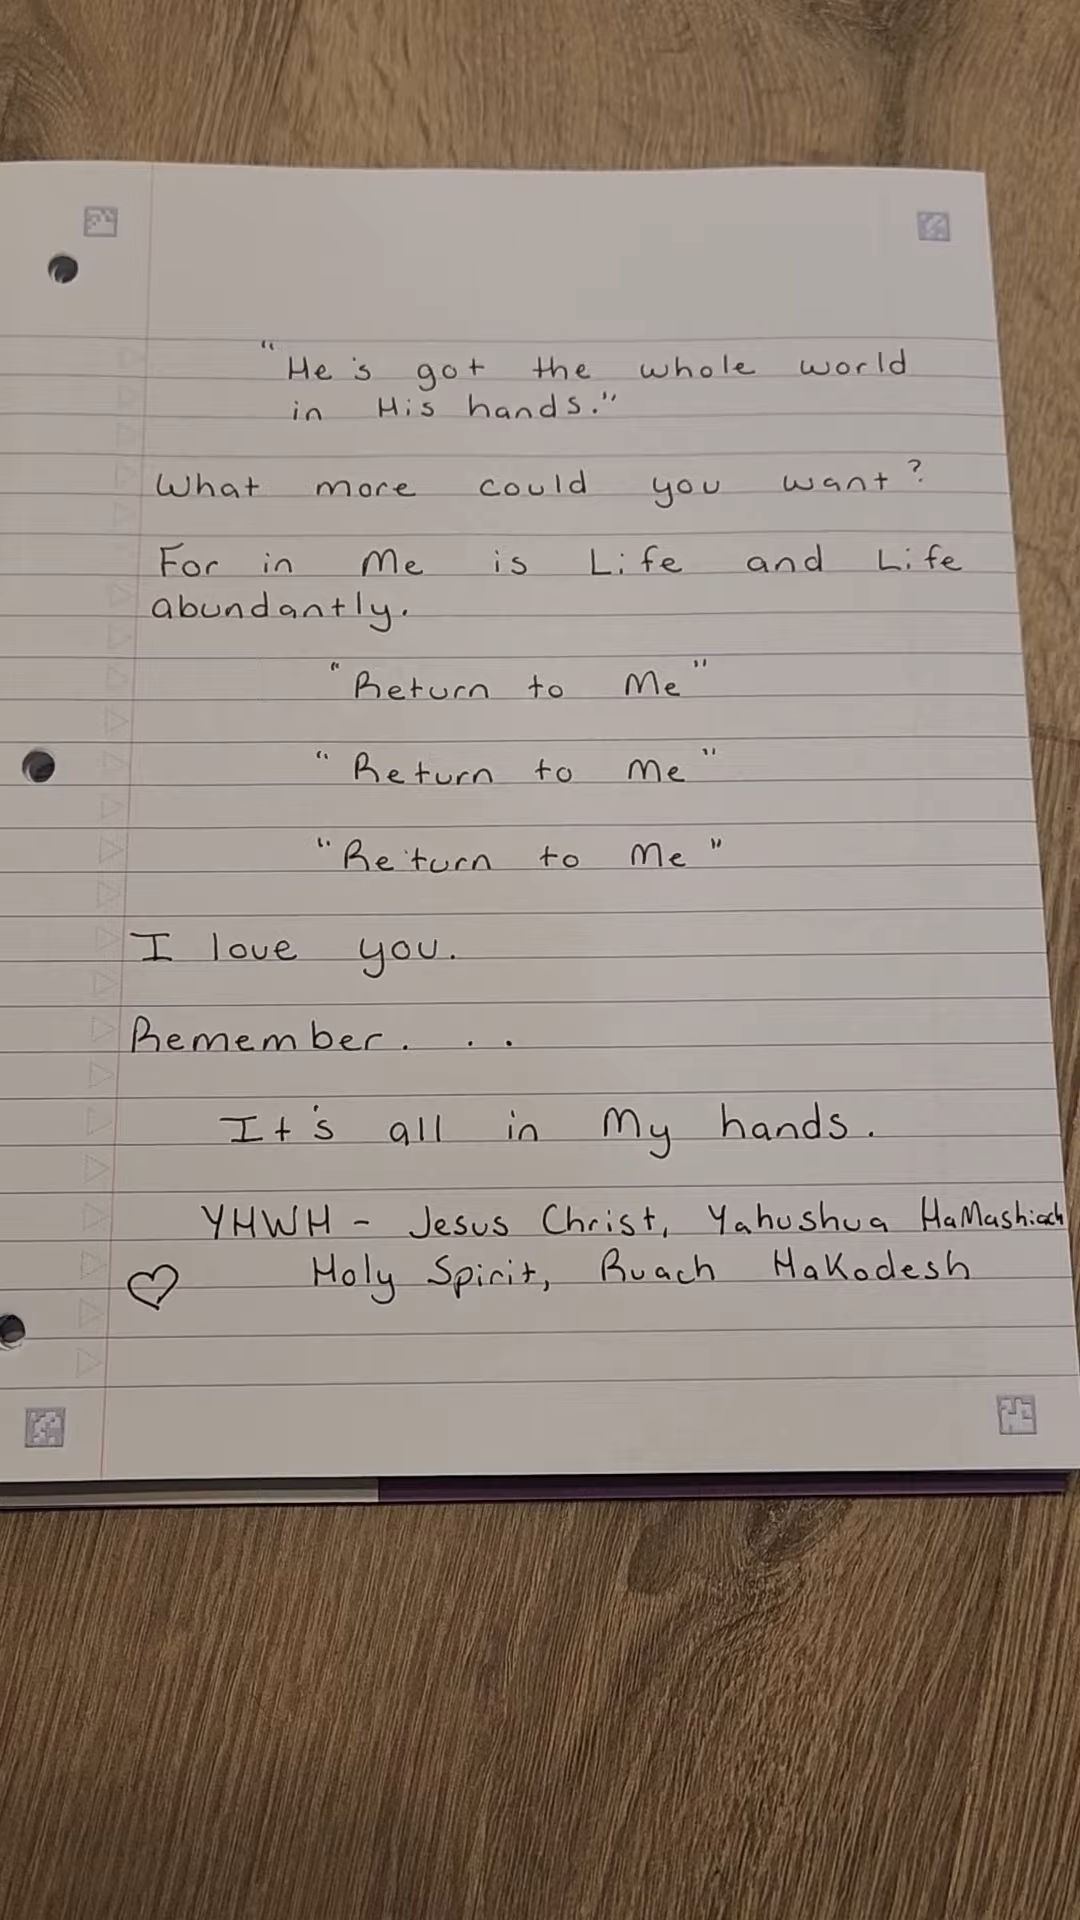 "He's got the whole world
in His hands."
What more could you want?
For in Me is Life and Life
abundantly.
"Return to Me"
"Return to Me"
"Return to Me"
I love you.
Remember. . .
It's all in My hands.
YHWH - Jesus Christ, Yahushua HaMashiach
Holy Spirit, Ruach HaKodesh